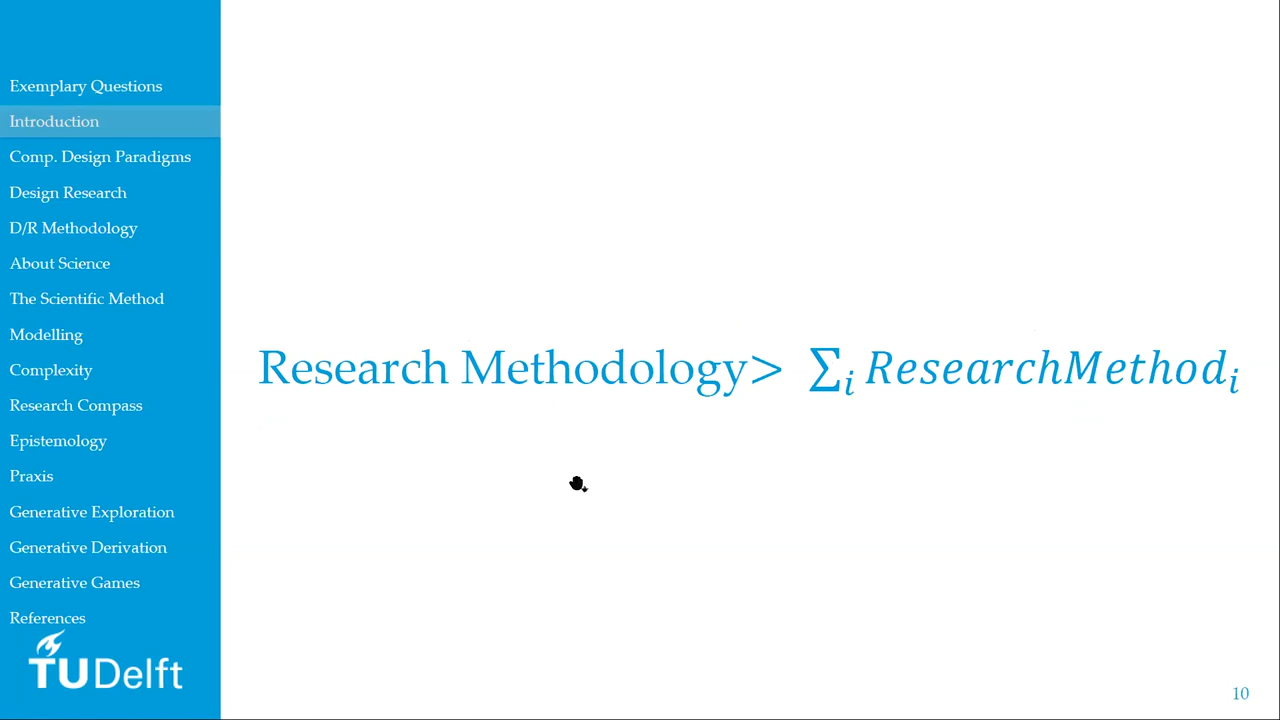 Exemplary Questions
Introduction
Comp. Design Paradigms
Design Research
D/R Methodology
About Science
The Scientific Method
Modelling
Complexity
Research Compass
Epistemology
Praxis
Generative Exploration
Generative Derivation
Generative Games
References
TUDelft
Research Methodology> ∑ᵢ ResearchMethodᵢ
10